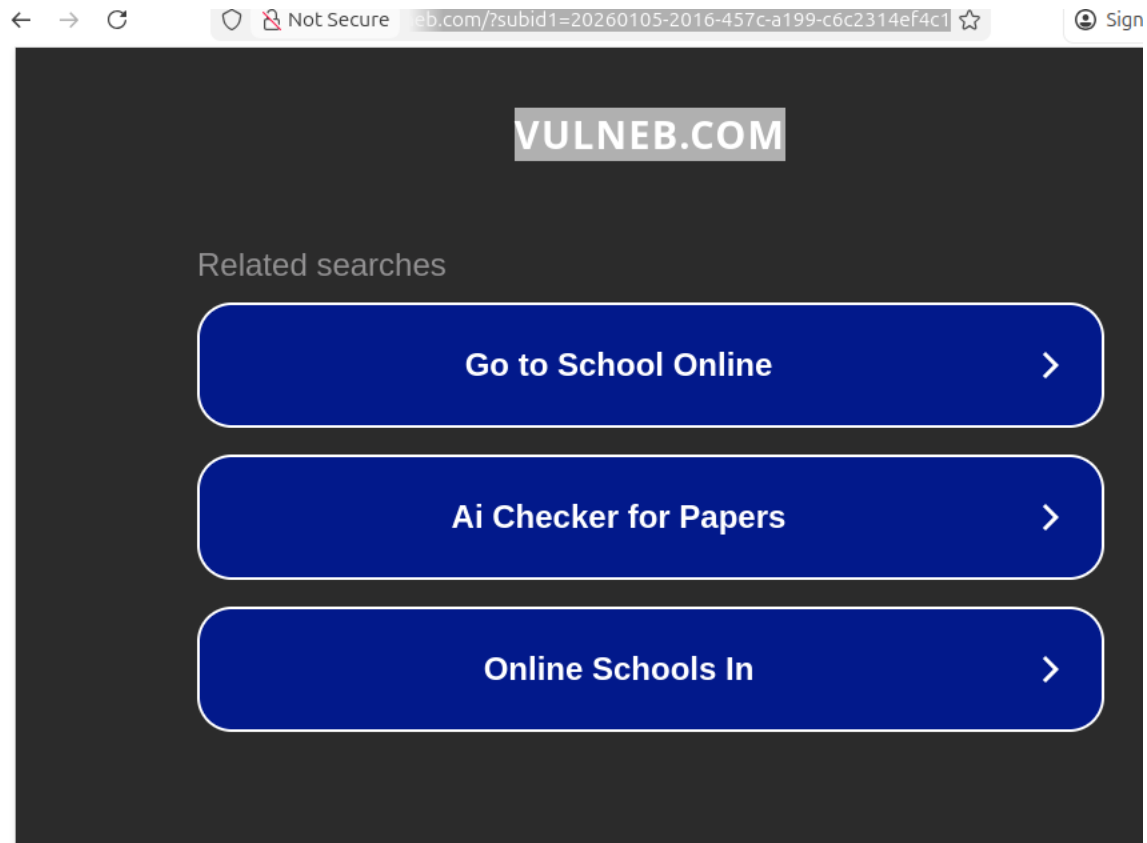 Not Secure eb.com/?subid1=20260105-2016-457c-a199-c6c2314ef4c1 Sign
VULNEB.COM
Related searches
Go to School Online
Ai Checker for Papers
Online Schools In